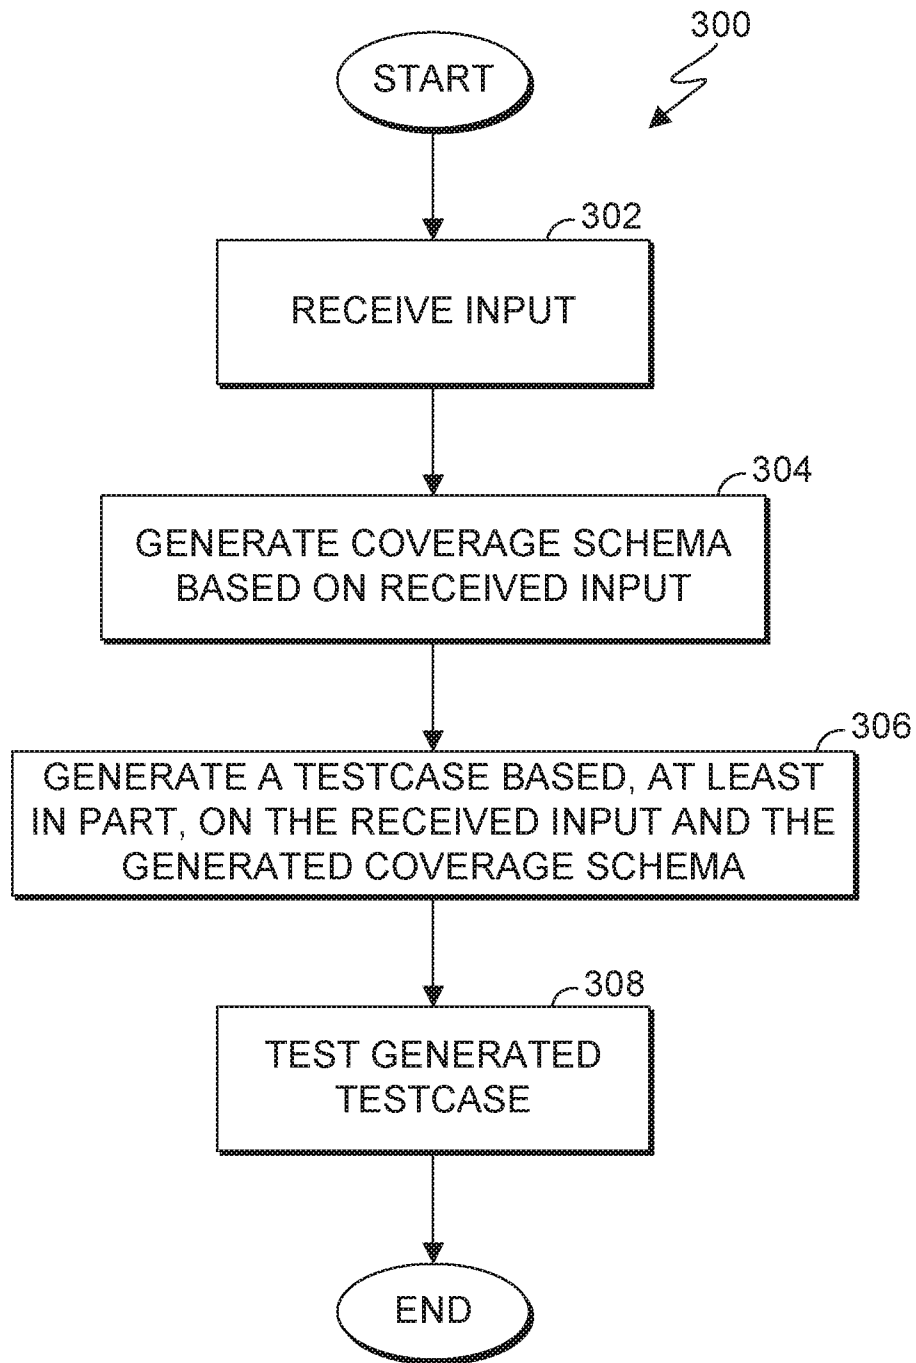 300
START
302
RECEIVE INPUT
304
GENERATE COVERAGE SCHEMA
BASED ON RECEIVED INPUT
306
GENERATE A TESTCASE BASED, AT LEAST
IN PART, ON THE RECEIVED INPUT AND THE
GENERATED COVERAGE SCHEMA
308
TEST GENERATED
TESTCASE
END